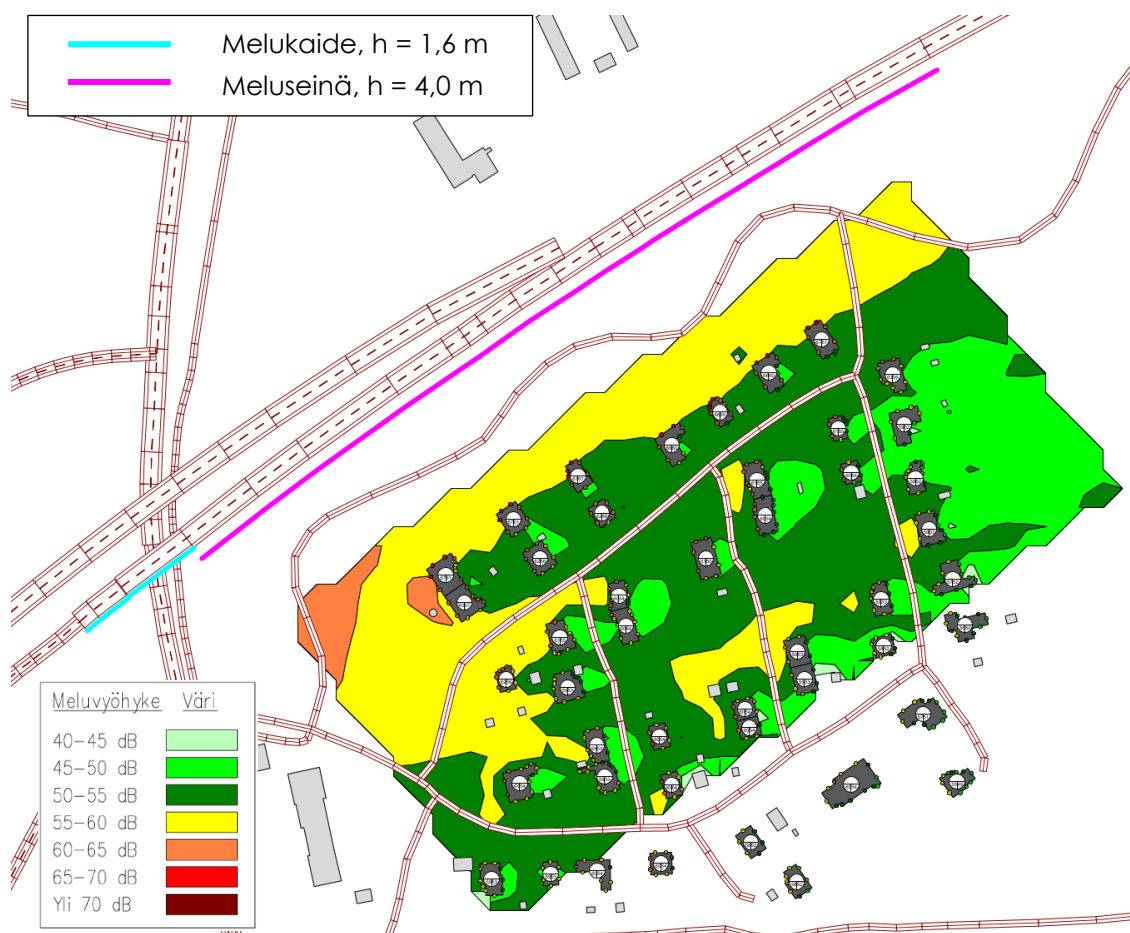 Melukaide, h = 1,6 m
Meluseinä, h = 4,0 m
Meluvyöhyke Väri
40-45 dB
45-50 dB
50-55 dB
55-60 dB
60-65 dB
65-70 dB
Yli 70 dB